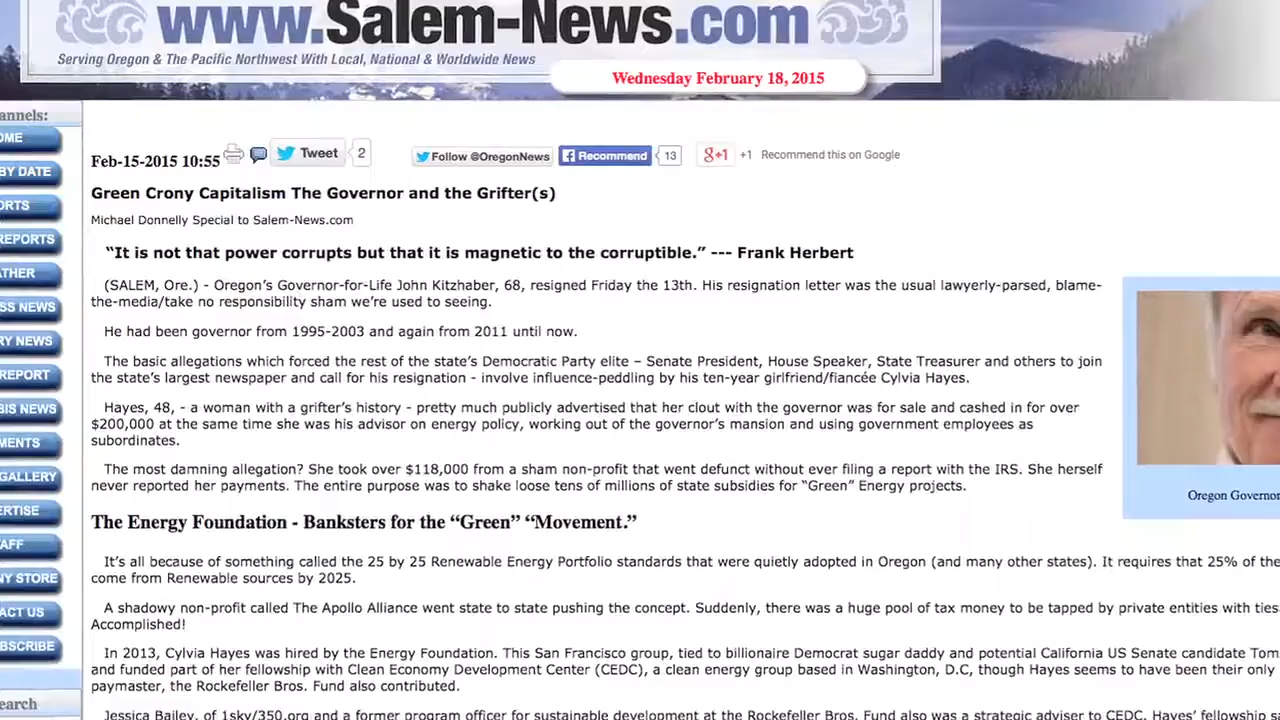 www.Salem-News.com
Serving Oregon & The Pacific Northwest With Local, National & Worldwide News
Wednesday February 18, 2015
annels:
OME
BY DATE
ORTS
REPORTS
ATHER
SS NEWS
RY NEWS
REPORT
BIS NEWS
MENTS
GALLERY
ERTISE
AFF
NY STORE
ACT US
BSCRIBE
earch
Feb-15-2015 10:55
Tweet 2
Follow @OregonNews
Recommend 13
g+1 +1 Recommend this on Google
Green Crony Capitalism The Governor and the Grifter(s)
Michael Donnelly Special to Salem-News.com
“It is not that power corrupts but that it is magnetic to the corruptible.” --- Frank Herbert
(SALEM, Ore.) - Oregon’s Governor-for-Life John Kitzhaber, 68, resigned Friday the 13th. His resignation letter was the usual lawyerly-parsed, blame-
the-media/take no responsibility sham we’re used to seeing.
He had been governor from 1995-2003 and again from 2011 until now.
The basic allegations which forced the rest of the state’s Democratic Party elite – Senate President, House Speaker, State Treasurer and others to join
the state’s largest newspaper and call for his resignation - involve influence-peddling by his ten-year girlfriend/fiancée Cylvia Hayes.
Hayes, 48, - a woman with a grifter’s history - pretty much publicly advertised that her clout with the governor was for sale and cashed in for over
$200,000 at the same time she was his advisor on energy policy, working out of the governor’s mansion and using government employees as
subordinates.
The most damning allegation? She took over $118,000 from a sham non-profit that went defunct without ever filing a report with the IRS. She herself
never reported her payments. The entire purpose was to shake loose tens of millions of state subsidies for “Green” Energy projects.
Oregon Governor
The Energy Foundation - Banksters for the “Green” “Movement.”
It’s all because of something called the 25 by 25 Renewable Energy Portfolio standards that were quietly adopted in Oregon (and many other states). It requires that 25% of the
come from Renewable sources by 2025.
A shadowy non-profit called The Apollo Alliance went state to state pushing the concept. Suddenly, there was a huge pool of tax money to be tapped by private entities with ties
Accomplished!
In 2013, Cylvia Hayes was hired by the Energy Foundation. This San Francisco group, tied to billionaire Democrat sugar daddy and potential California US Senate candidate Tom
and funded part of her fellowship with Clean Economy Development Center (CEDC), a clean energy group based in Washington, D.C, though Hayes seems to have been their only
paymaster, the Rockefeller Bros. Fund also contributed.
Jessica Bailey, of 1sky/350.org and a former program officer for sustainable development at the Rockefeller Bros. Fund also was a strategic adviser to CEDC. Hayes’ fellowship